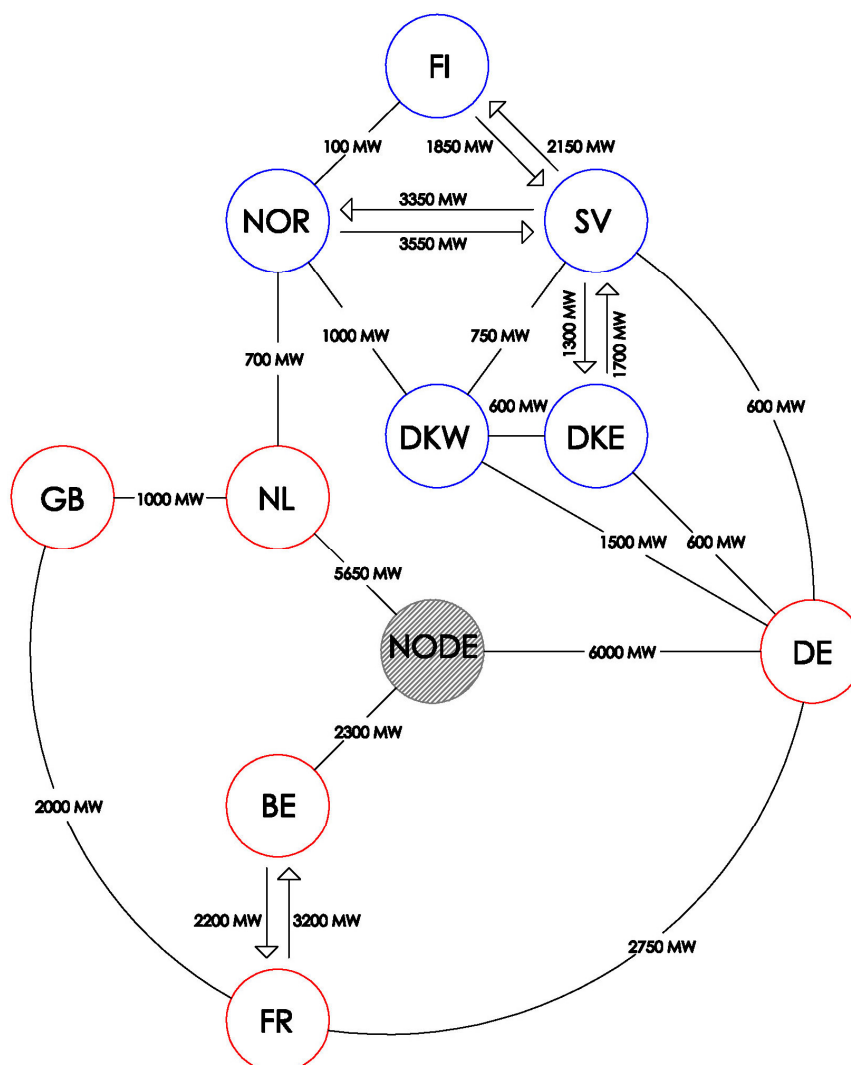 FI
100 MW
1850 MW
2150 MW
NOR
3350 MW
3550 MW
SV
700 MW
1000 MW
750 MW
1300 MW
1700 MW
600 MW
DKW
600 MW
DKE
GB
1000 MW
NL
1500 MW
600 MW
5650 MW
NODE
6000 MW
DE
2300 MW
BE
2000 MW
2200 MW
3200 MW
2750 MW
FR